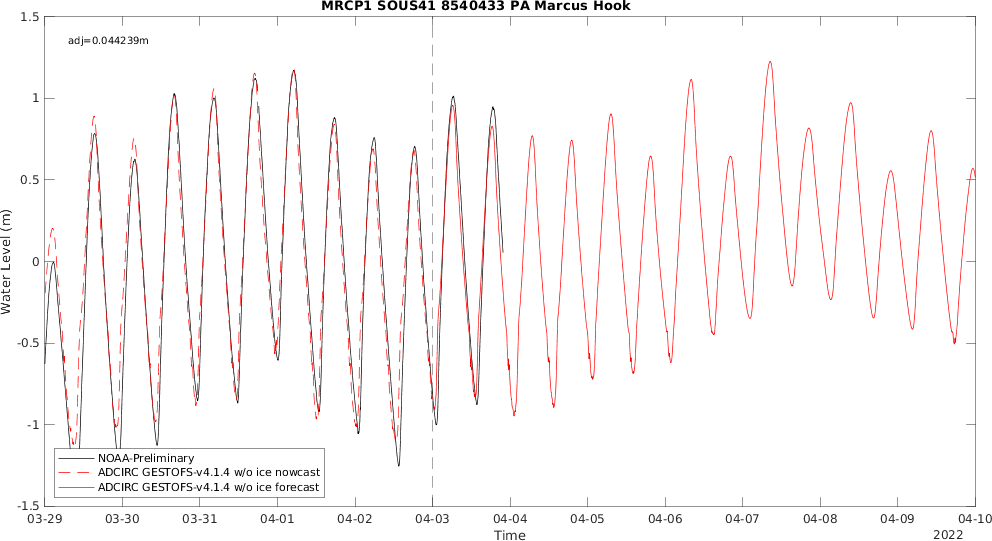 MRCP1 SOUS41 8540433 PA Marcus Hook
1.5
adj=0.044239m
1
0.5
0
-0.5
-1
-1.5
Water Level (m)
NOAA-Preliminary
ADCIRC GESTOFS-v4.1.4 w/o ice nowcast
ADCIRC GESTOFS-v4.1.4 w/o ice forecast
03-29 03-30 03-31 04-01 04-02 04-03 04-04 04-05 04-06 04-07 04-08 04-09 04-10
Time
2022